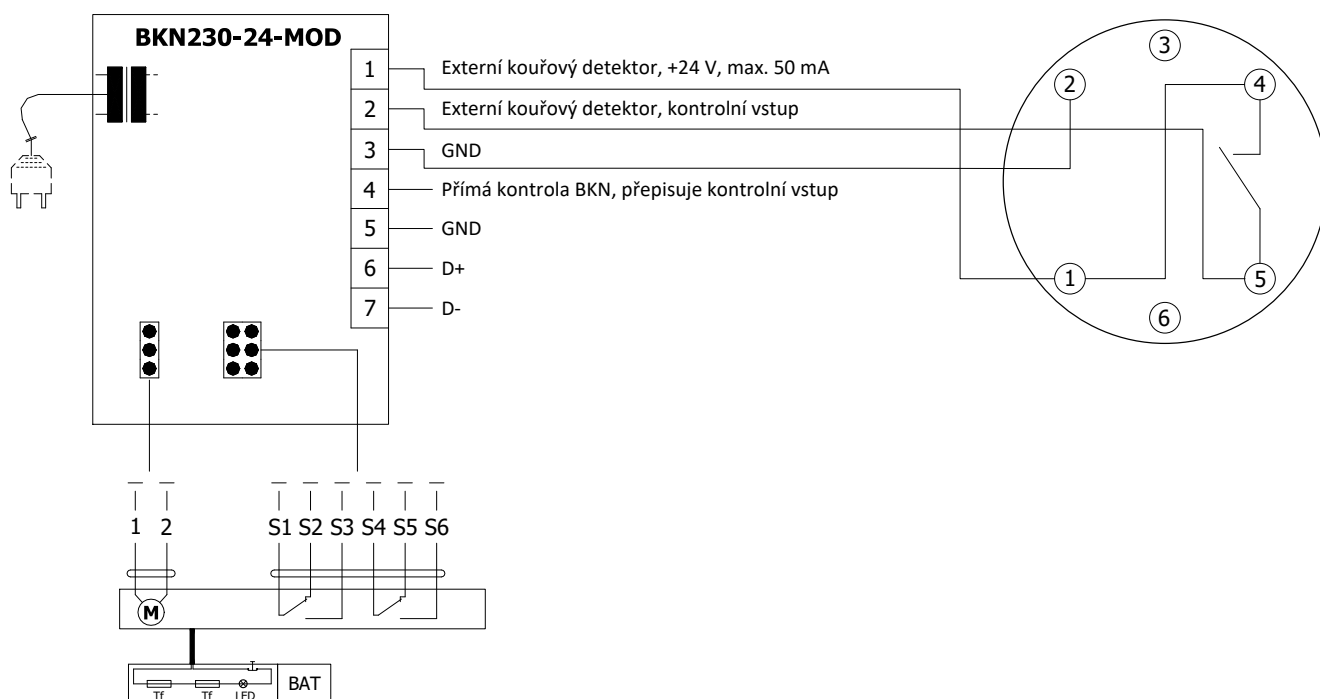 BKN230-24-MOD
1 Externí kouřový detektor, +24 V, max. 50 mA
2 Externí kouřový detektor, kontrolní vstup
3 GND
4 Přímá kontrola BKN, přepisuje kontrolní vstup
5 GND
6 D+
7 D-
3
2 4
1 5
6
1 2 S1 S2 S3 S4 S5 S6
M
BAT
Tf Tf LED